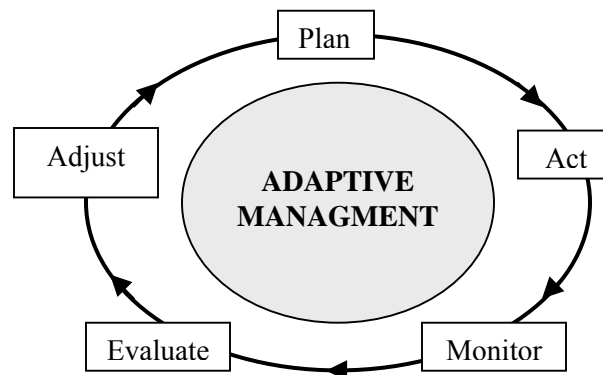 Plan
Adjust
Act
ADAPTIVE
MANAGMENT
Evaluate
Monitor